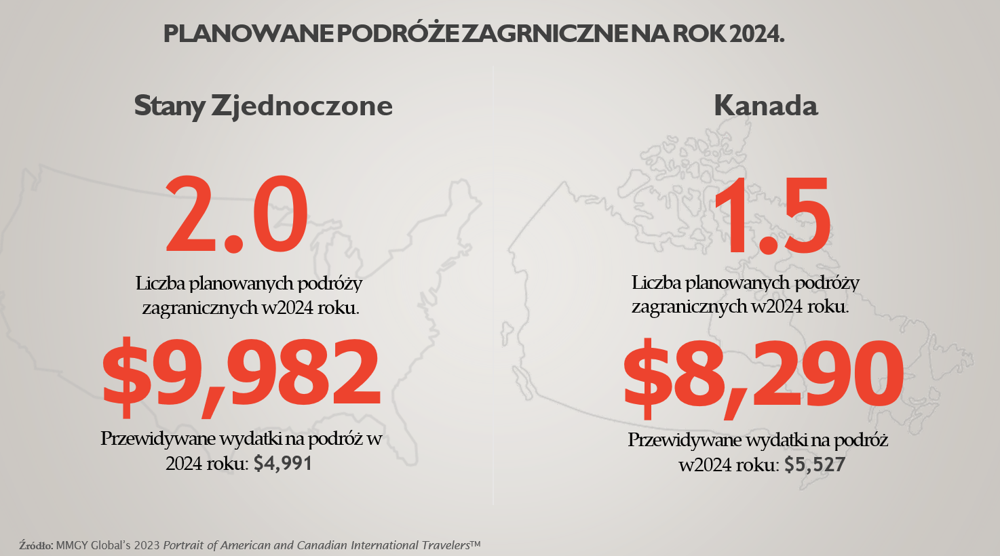 PLANOWANE PODRÓŻE ZAGRNICZNE NA ROK 2024.
Stany Zjednoczone
2.0
Liczba planowanych podróży
zagranicznych w2024 roku.
$9,982
Przewidywane wydatki na podróż w
2024 roku: $4,991
Kanada
1.5
Liczba planowanych podróży
zagranicznych w2024 roku.
$8,290
Przewidywane wydatki na podróż
w2024 roku: $5,527
Źródło: MMGY Global’s 2023 Portrait of American and Canadian International Travelers™